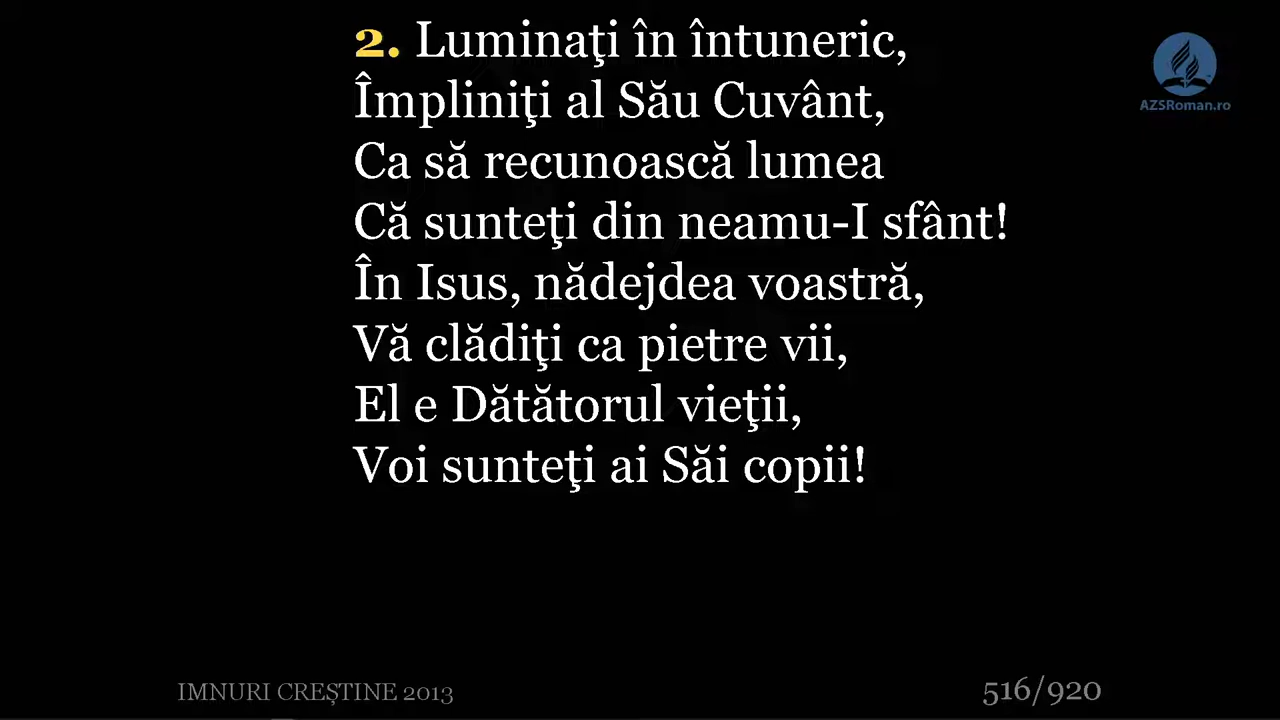 2. Luminaţi în întuneric,
Împliniţi al Său Cuvânt,
Ca să recunoască lumea
Că sunteţi din neamu-I sfânt!
În Isus, nădejdea voastră,
Vă clădiţi ca pietre vii,
El e Dătătorul vieţii,
Voi sunteţi ai Săi copii!
AZSRoman.ro
IMNURI CREȘTINE 2013
516/920